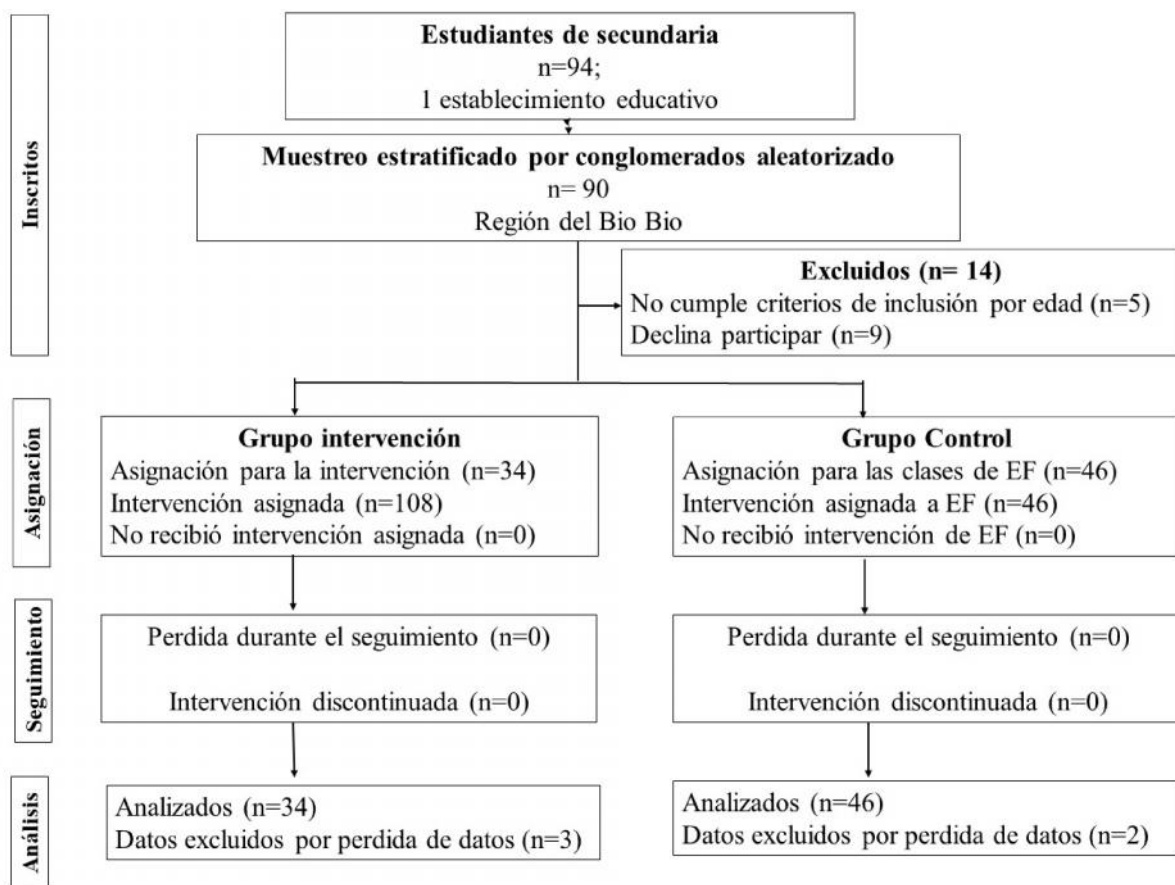 Estudiantes de secundaria
n=94;
1 establecimiento educativo
Muestreo estratificado por conglomerados aleatorizado
n= 90
Región del Bio Bio
Inscritos
Excluidos (n= 14)
No cumple criterios de inclusión por edad (n=5)
Declina participar (n=9)
Asignación
Grupo intervención
Asignación para la intervención (n=34)
Intervención asignada (n=108)
No recibió intervención asignada (n=0)
Grupo Control
Asignación para las clases de EF (n=46)
Intervención asignada a EF (n=46)
No recibió intervención de EF (n=0)
Seguimiento
Perdida durante el seguimiento (n=0)
Intervención discontinuada (n=0)
Perdida durante el seguimiento (n=0)
Intervención discontinuada (n=0)
Análisis
Analizados (n=34)
Datos excluidos por perdida de datos (n=3)
Analizados (n=46)
Datos excluidos por perdida de datos (n=2)